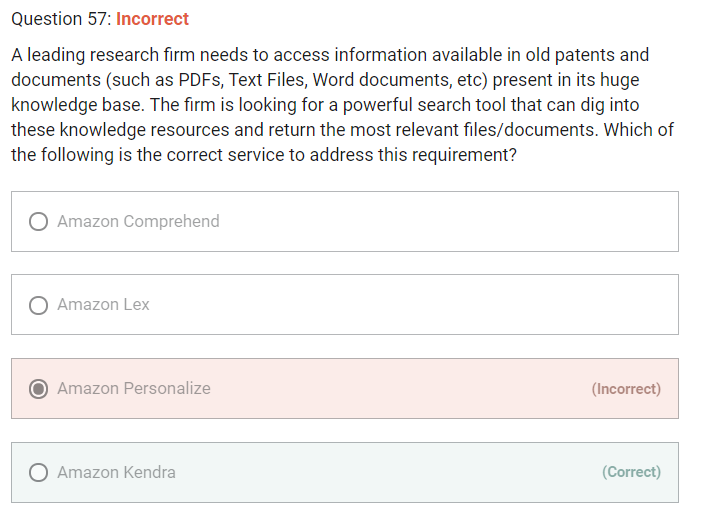 Question 57: Incorrect
A leading research firm needs to access information available in old patents and
documents (such as PDFs, Text Files, Word documents, etc) present in its huge
knowledge base. The firm is looking for a powerful search tool that can dig into
these knowledge resources and return the most relevant files/documents. Which of
the following is the correct service to address this requirement?
Amazon Comprehend
Amazon Lex
Amazon Personalize (Incorrect)
Amazon Kendra (Correct)